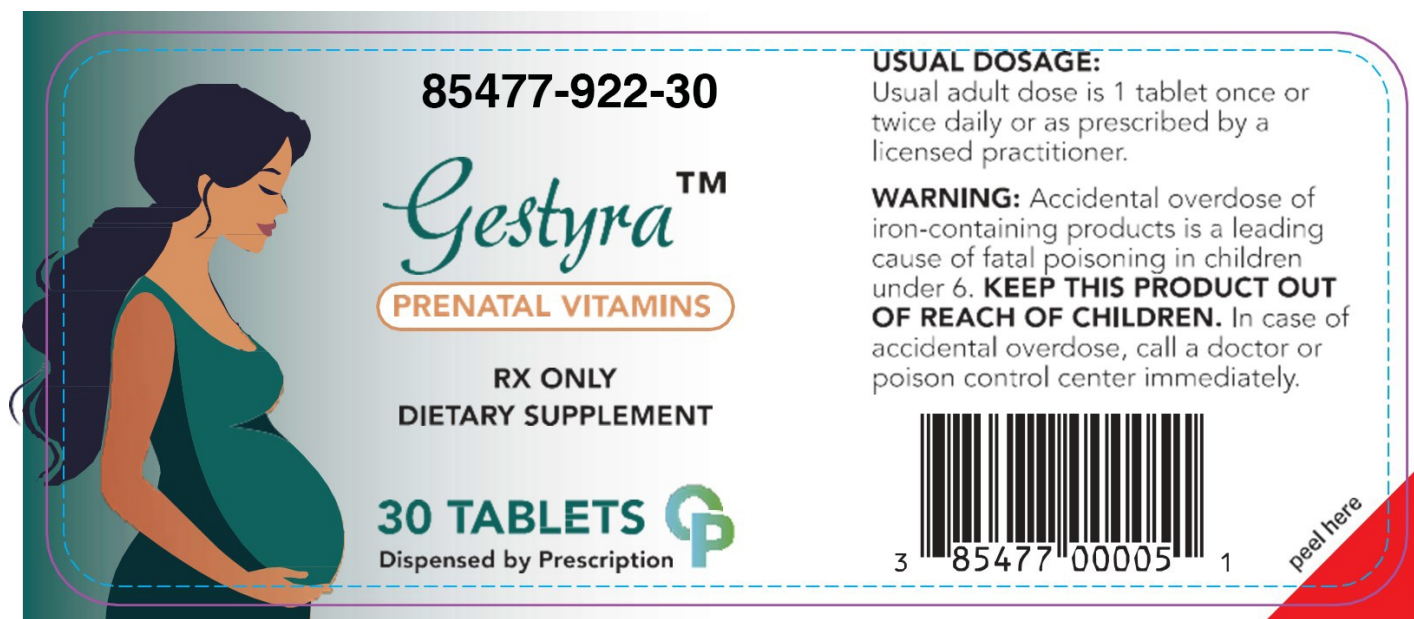 85477-922-30
Gestyra™
PRENATAL VITAMINS
RX ONLY
DIETARY SUPPLEMENT
30 TABLETS
Dispensed by Prescription
CP
USUAL DOSAGE:
Usual adult dose is 1 tablet once or
twice daily or as prescribed by a
licensed practitioner.
WARNING: Accidental overdose of
iron-containing products is a leading
cause of fatal poisoning in children
under 6. KEEP THIS PRODUCT OUT
OF REACH OF CHILDREN. In case of
accidental overdose, call a doctor or
poison control center immediately.
3 85477 00005 1
peel here